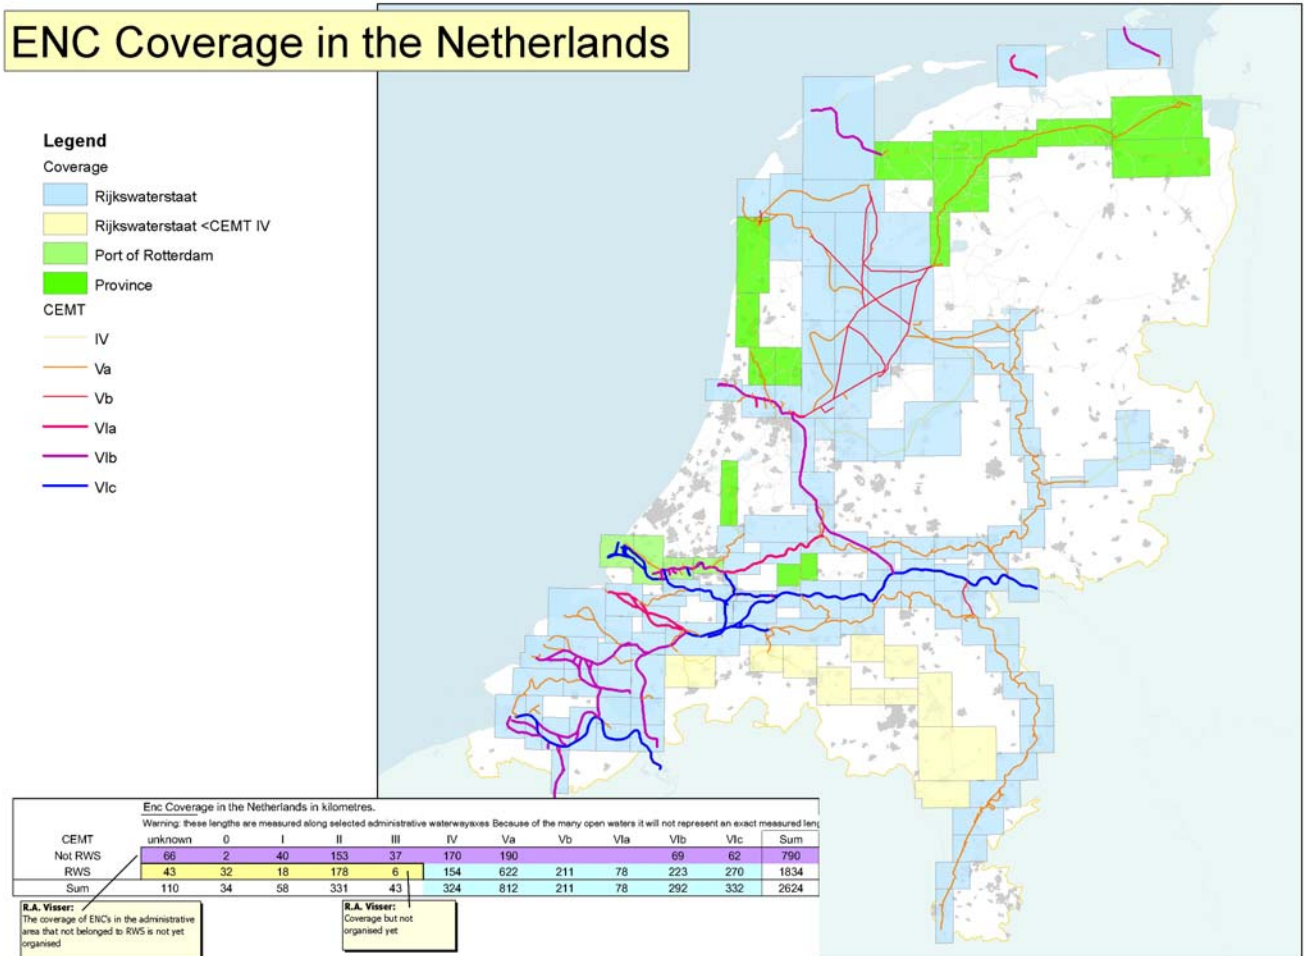 ENC Coverage in the Netherlands
Legend
Coverage
Rijkswaterstaat
Rijkswaterstaat <CEMT IV
Port of Rotterdam
Province
CEMT
IV
Va
Vb
VIa
VIb
VIc
Enc Coverage in the Netherlands in kilometres.
Warning: these lengths are measured along selected administrative waterwayaxes Because of the many open waters it will not represent an exact measured leng
CEMT unknown 0 I II III IV Va Vb VIa VIb VIc Sum
Not RWS 66 2 40 153 37 170 190 69 62 790
RWS 43 32 18 178 6 154 622 211 78 223 270 1834
Sum 110 34 58 331 43 324 812 211 78 292 332 2624
R.A. Visser:
The coverage of ENC's in the administrative
area that not belonged to RWS is not yet
organised
R.A. Visser:
Coverage but not
organised yet